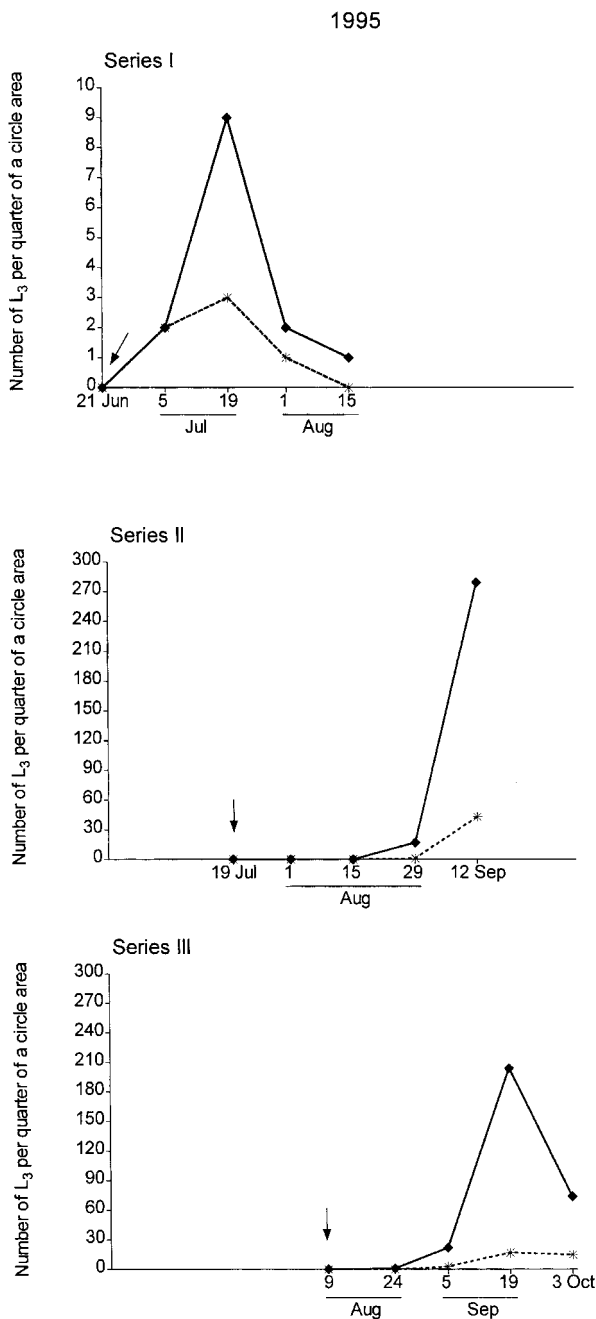 1995
Series I
Number of L3 per quarter of a circle area
10
9
8
7
6
5
4
3
2
1
0
21 Jun 5 19 1 15
Jul Aug
Series II
Number of L3 per quarter of a circle area
300
270
240
210
180
150
120
90
60
30
0
19 Jul 1 15 29 12 Sep
Aug
Series III
Number of L3 per quarter of a circle area
300
270
240
210
180
150
120
90
60
30
0
9 24 5 19 3 Oct
Aug Sep